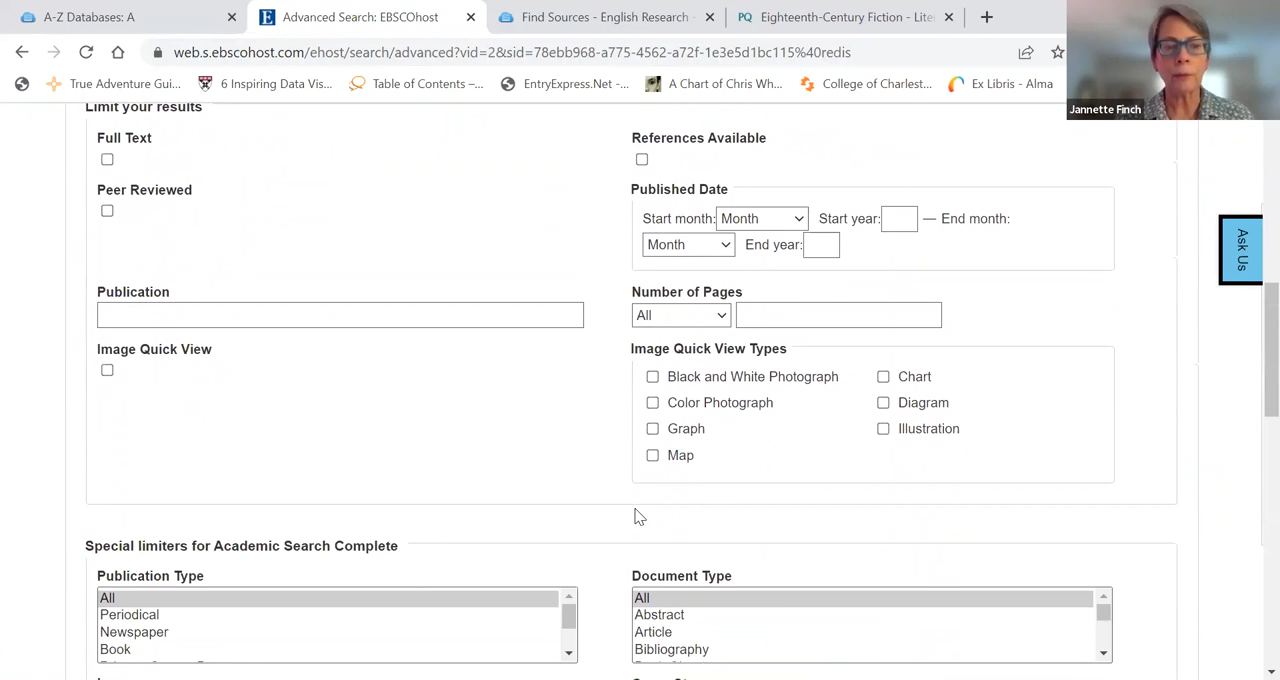 A-Z Databases: A
Advanced Search: EBSCOhost
Find Sources - English Research
PQ Eighteenth-Century Fiction - Lite
web.s.ebscohost.com/ehost/search/advanced?vid=2&sid=78ebb968-a775-4562-a72f-1e3e5d1bc115%40redis
True Adventure Gui...
6 Inspiring Data Vis...
Table of Contents –...
EntryExpress.Net -...
A Chart of Chris Wh...
College of Charlest...
Ex Libris - Alma
Jannette Finch
Limit your results
Full Text
References Available
Peer Reviewed
Published Date
Start month: Month Start year: — End month:
Month End year:
Ask Us
Publication
Number of Pages
All
Image Quick View
Image Quick View Types
Black and White Photograph
Chart
Color Photograph
Diagram
Graph
Illustration
Map
Special limiters for Academic Search Complete
Publication Type
Document Type
All
Periodical
Newspaper
Book
All
Abstract
Article
Bibliography